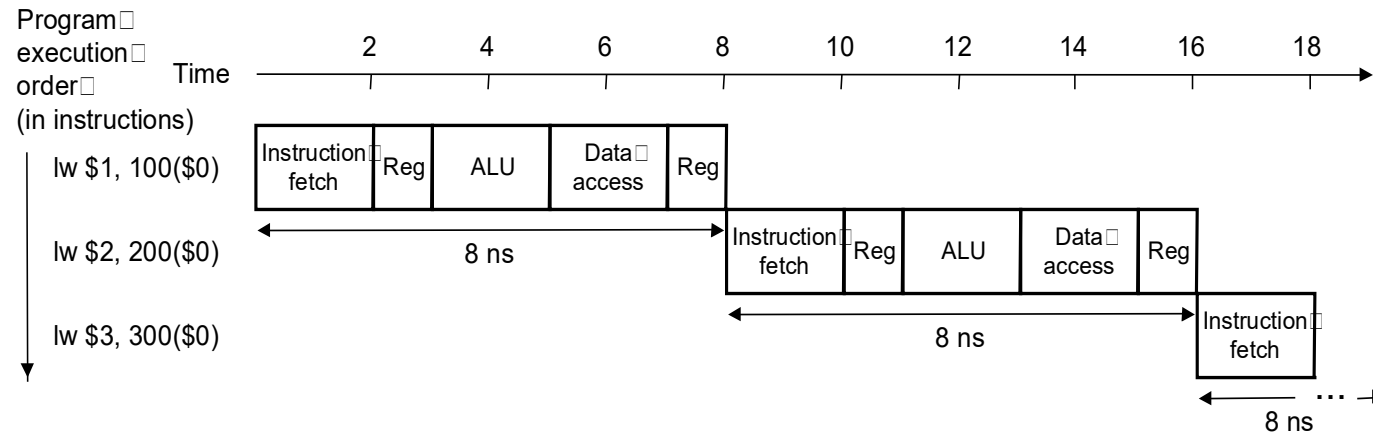 Program□
execution□
order□
(in instructions)
Time
2 4 6 8 10 12 14 16 18
lw $1, 100($0)
Instruction□
fetch
Reg
ALU
Data□
access
Reg
8 ns
lw $2, 200($0)
Instruction□
fetch
Reg
ALU
Data□
access
Reg
8 ns
lw $3, 300($0)
Instruction□
fetch
...
8 ns